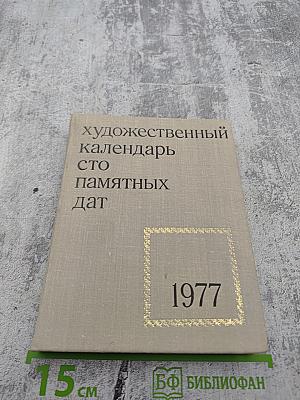 художественный
календарь
сто
памятных
дат
1977
15 см
БФ БИБЛИОФАН